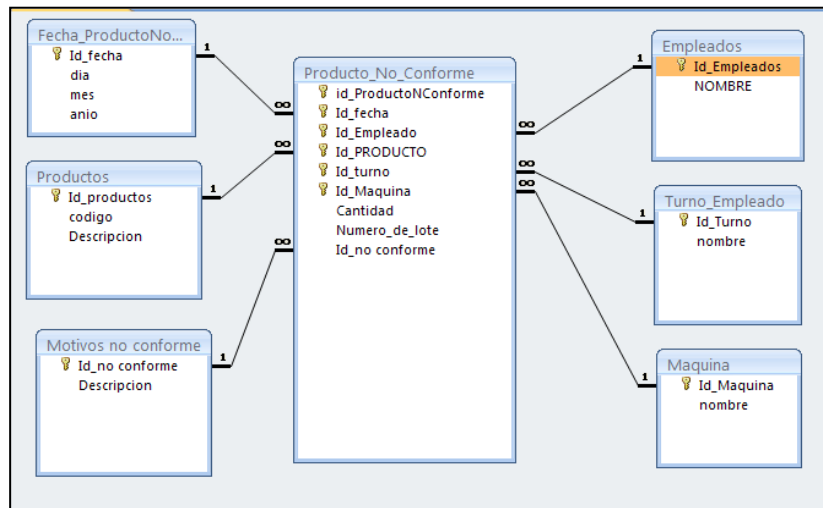 Fecha_ProductoNo...
Id_fecha
dia
mes
anio
Productos
Id_productos
codigo
Descripcion
Motivos no conforme
Id_no conforme
Descripcion
Producto_No_Conforme
id_ProductoNConforme
Id_fecha
Id_Empleado
Id_PRODUCTO
Id_turno
Id_Maquina
Cantidad
Numero_de_lote
Id_no conforme
Empleados
Id_Empleados
NOMBRE
Turno_Empleado
Id_Turno
nombre
Maquina
Id_Maquina
nombre
1
∞
1
∞
1
∞
1
∞
1
∞
1
∞